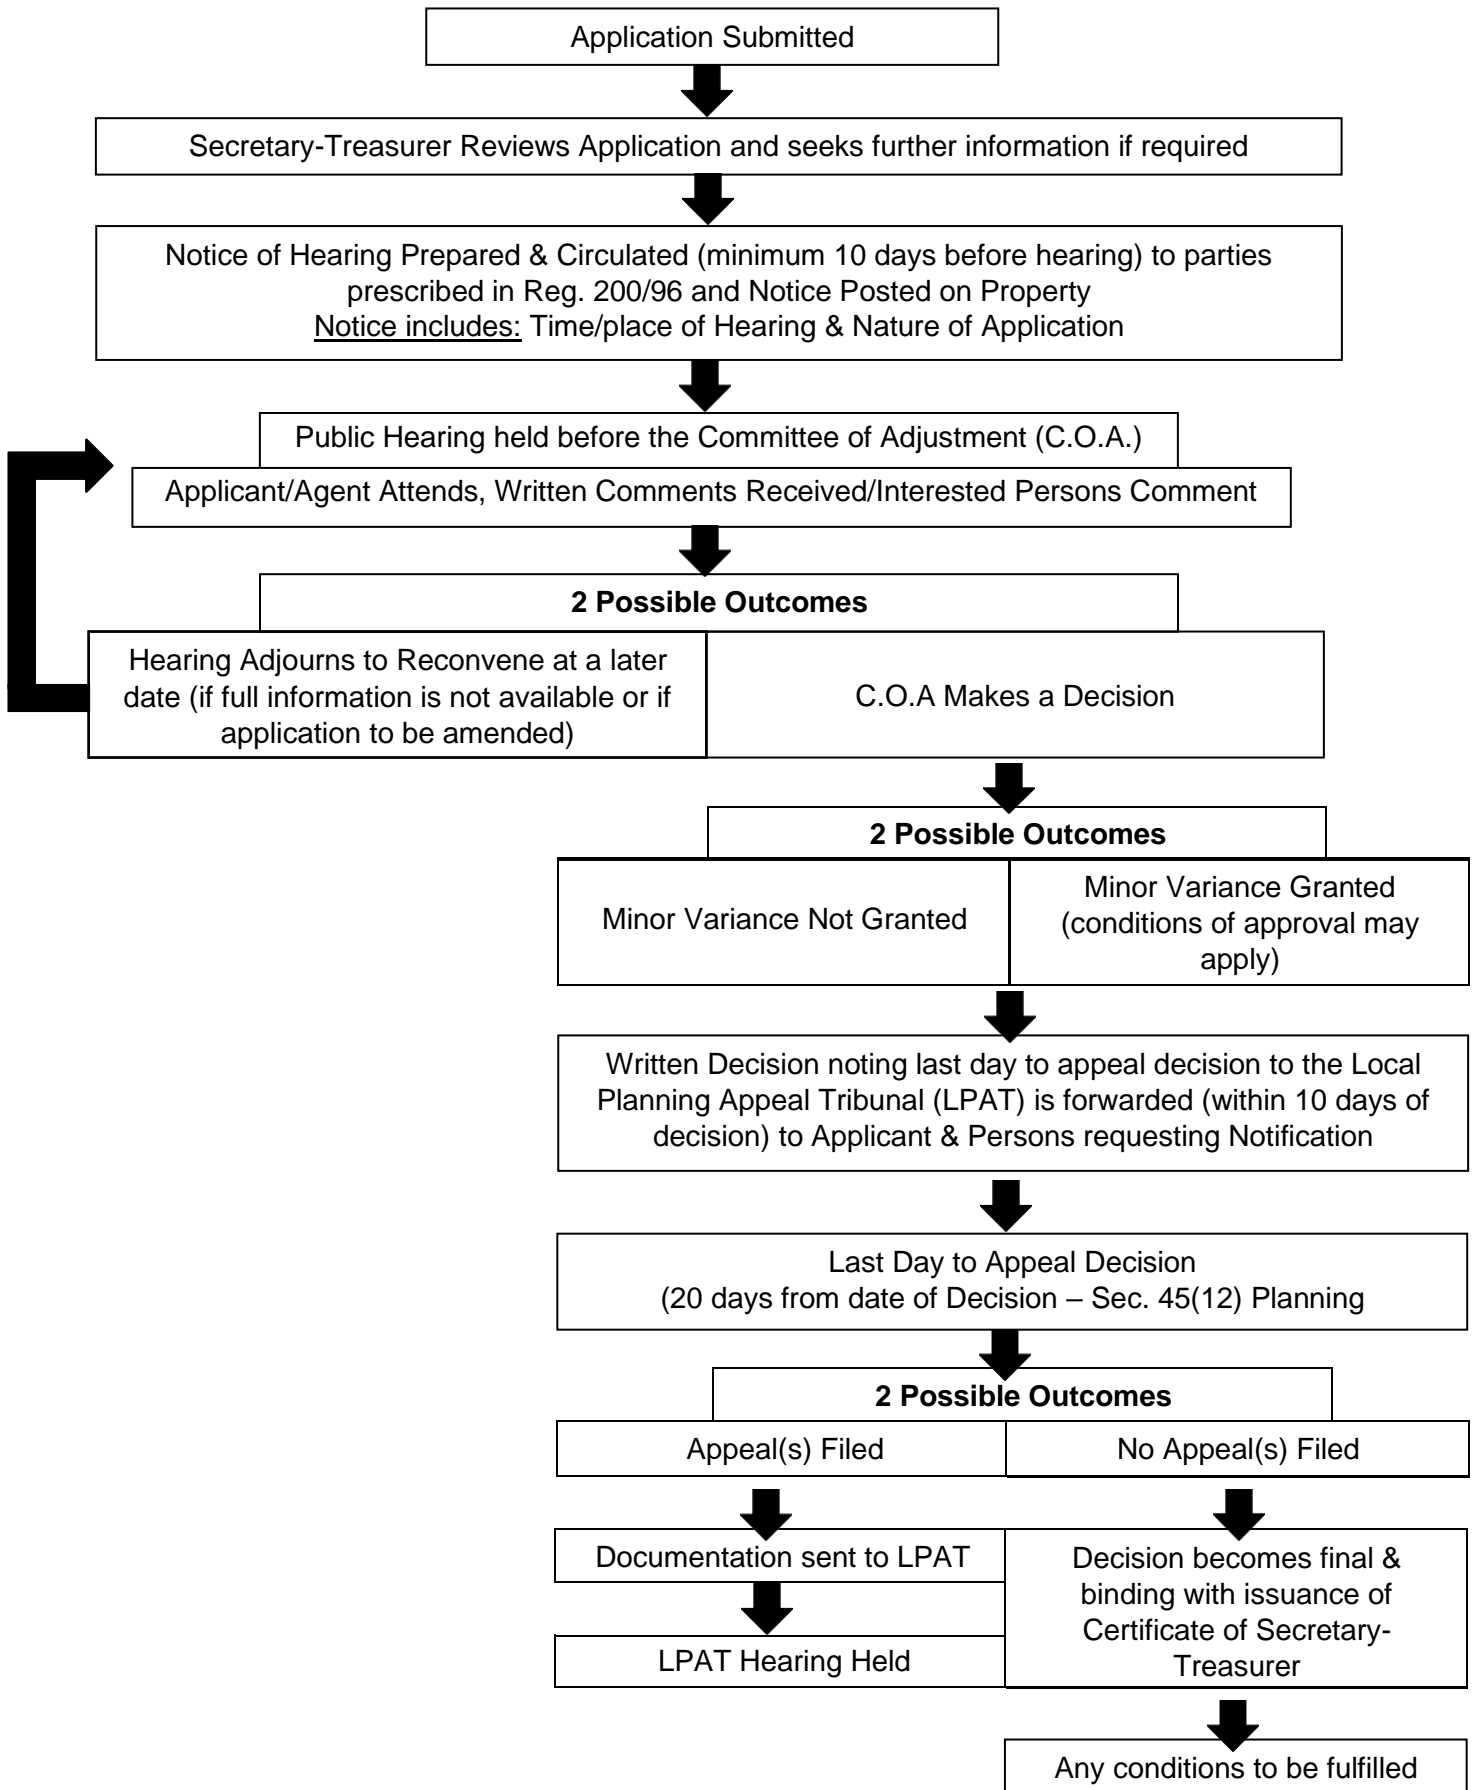 Application Submitted
Secretary-Treasurer Reviews Application and seeks further information if required
Notice of Hearing Prepared & Circulated (minimum 10 days before hearing) to parties
prescribed in Reg. 200/96 and Notice Posted on Property
Notice includes: Time/place of Hearing & Nature of Application
Public Hearing held before the Committee of Adjustment (C.O.A.)
Applicant/Agent Attends, Written Comments Received/Interested Persons Comment
2 Possible Outcomes
Hearing Adjourns to Reconvene at a later
date (if full information is not available or if
application to be amended)
C.O.A Makes a Decision
2 Possible Outcomes
Minor Variance Not Granted
Minor Variance Granted
(conditions of approval may
apply)
Written Decision noting last day to appeal decision to the Local
Planning Appeal Tribunal (LPAT) is forwarded (within 10 days of
decision) to Applicant & Persons requesting Notification
Last Day to Appeal Decision
(20 days from date of Decision – Sec. 45(12) Planning
2 Possible Outcomes
Appeal(s) Filed
No Appeal(s) Filed
Documentation sent to LPAT
LPAT Hearing Held
Decision becomes final &
binding with issuance of
Certificate of Secretary-
Treasurer
Any conditions to be fulfilled